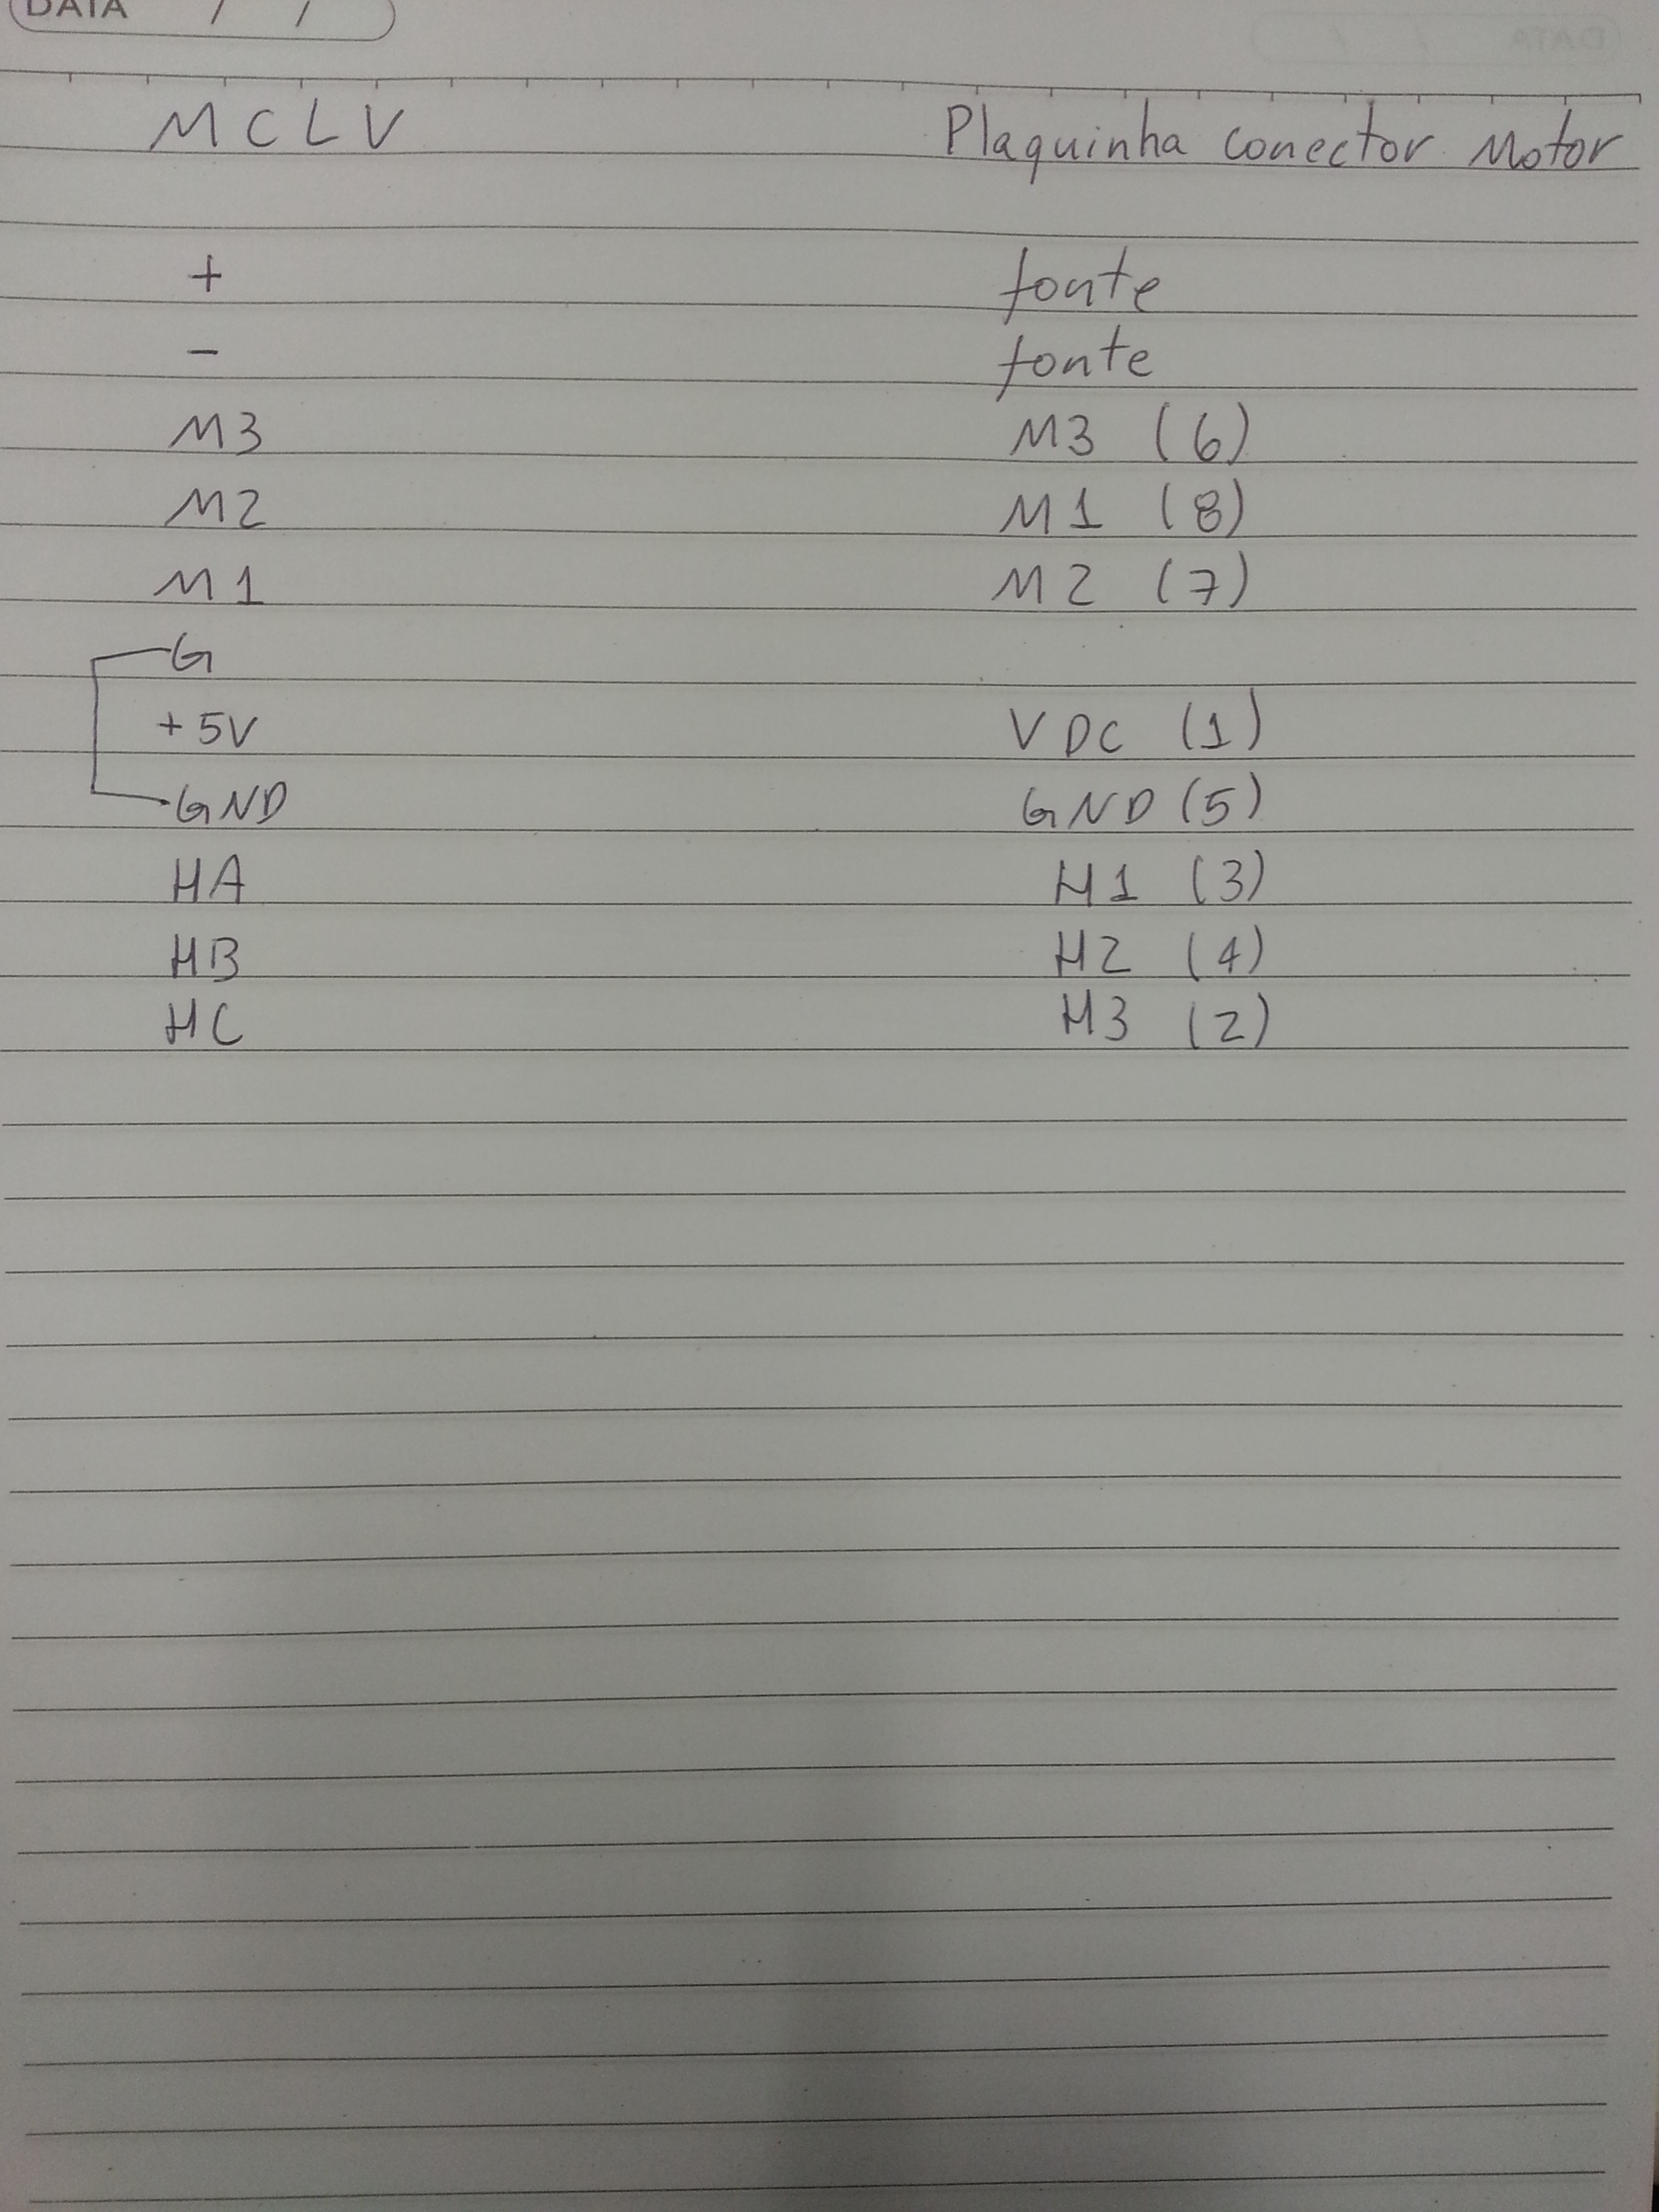 DATA / /
MCLV Plaquinha conector Motor
+ fonte
- fonte
M3 M3 (6)
M2 M1 (8)
M1 M2 (7)
G
+5V VDC (1)
GND GND (5)
HA H1 (3)
HB H2 (4)
HC H3 (2)